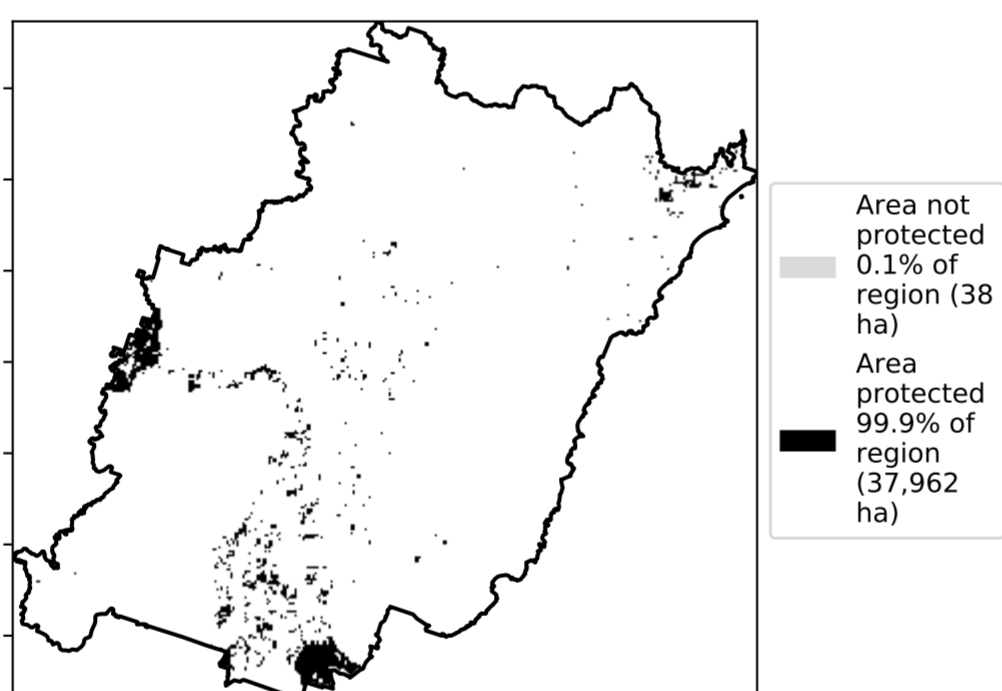 Area not
protected
0.1% of
region (38
ha)
Area
protected
99.9% of
region
(37,962
ha)